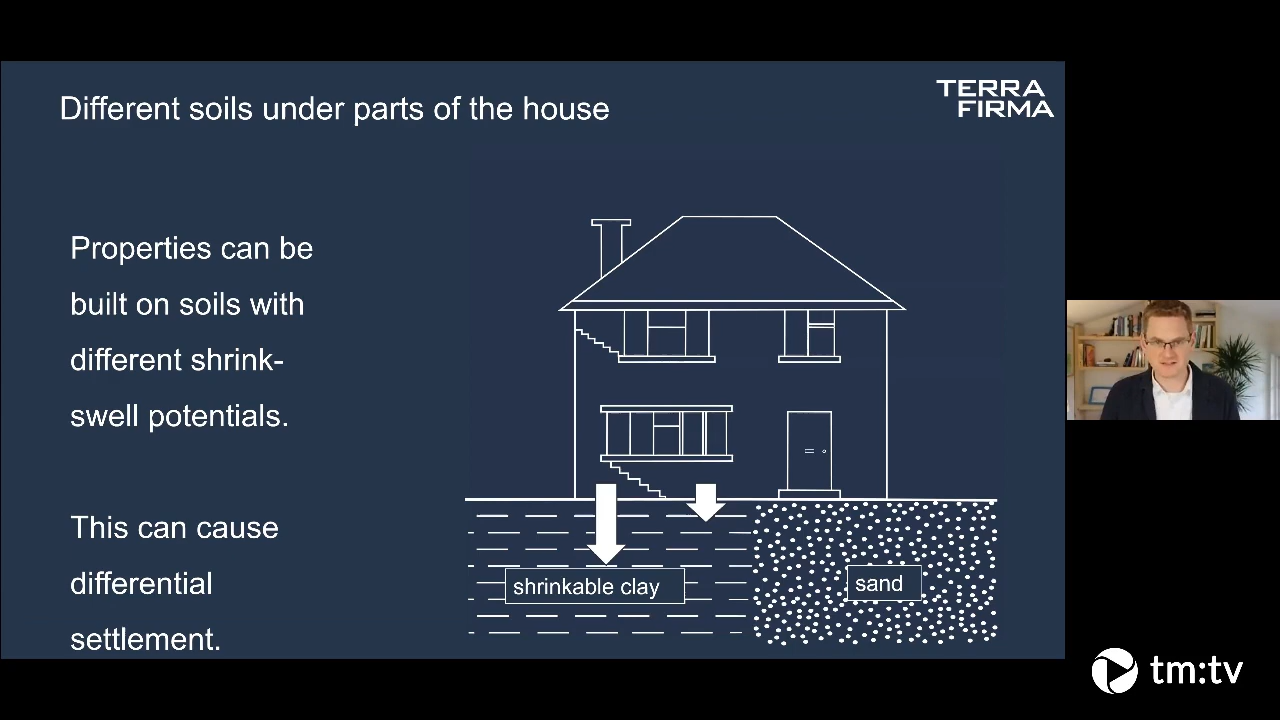 Different soils under parts of the house
TERRA
FIRMA
Properties can be
built on soils with
different shrink-
swell potentials.
This can cause
differential
settlement.
shrinkable clay
sand
tm:tv